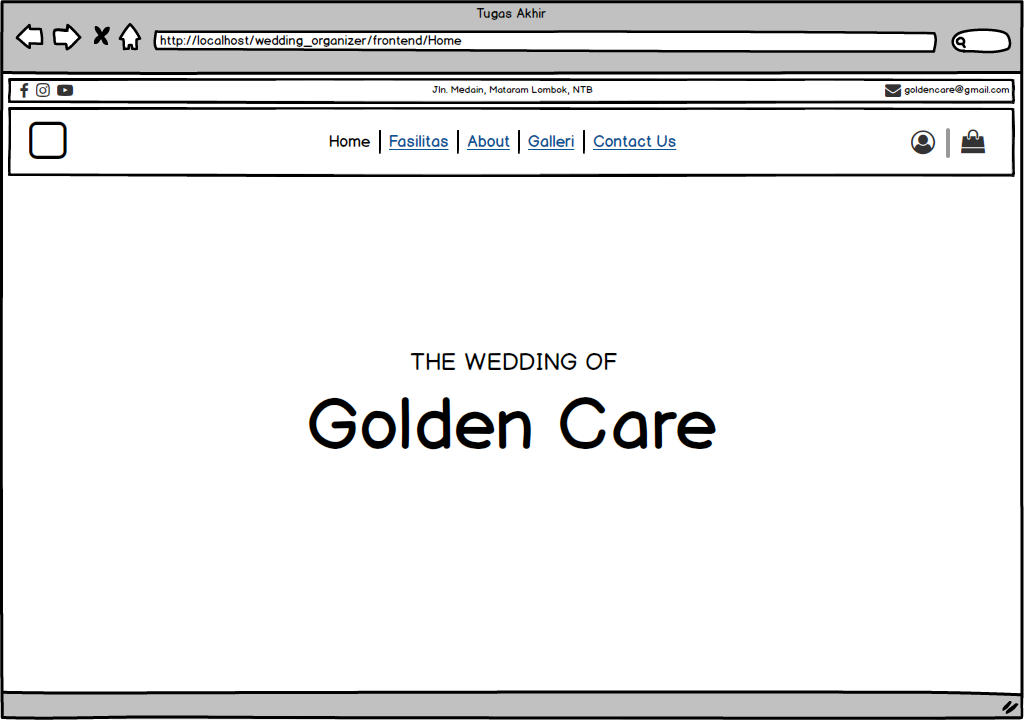 Tugas Akhir
http://localhost/wedding_organizer/frontend/Home
Jln. Medain, Mataram Lombok, NTB
goldencare@gmail.com
Home | Fasilitas | About | Galleri | Contact Us
THE WEDDING OF
Golden Care